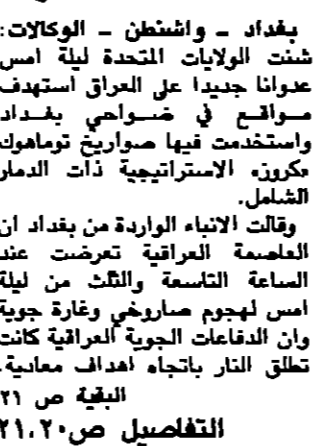 بغداد ـ واشنطن ـ الوكالات:
شنت الولايات المتحدة ليلة امس
عدوانا جديدا على العراق استهدف
مواقع في ضواحي بغداد
واستخدمت فيها صواريخ توماهوك
«كروز» الاستراتيجية ذات الدمار
الشامل.
وقالت الانباء الواردة من بغداد ان
العاصمة العراقية تعرضت عند
الساعة التاسعة والثلث من ليلة
امس لهجوم صاروخي وغارة جوية
وان الدفاعات الجوية العراقية كانت
تطلق النار باتجاه اهداف معادية.
البقية ص ٢١
التفاصيل ص٢١،٢٠